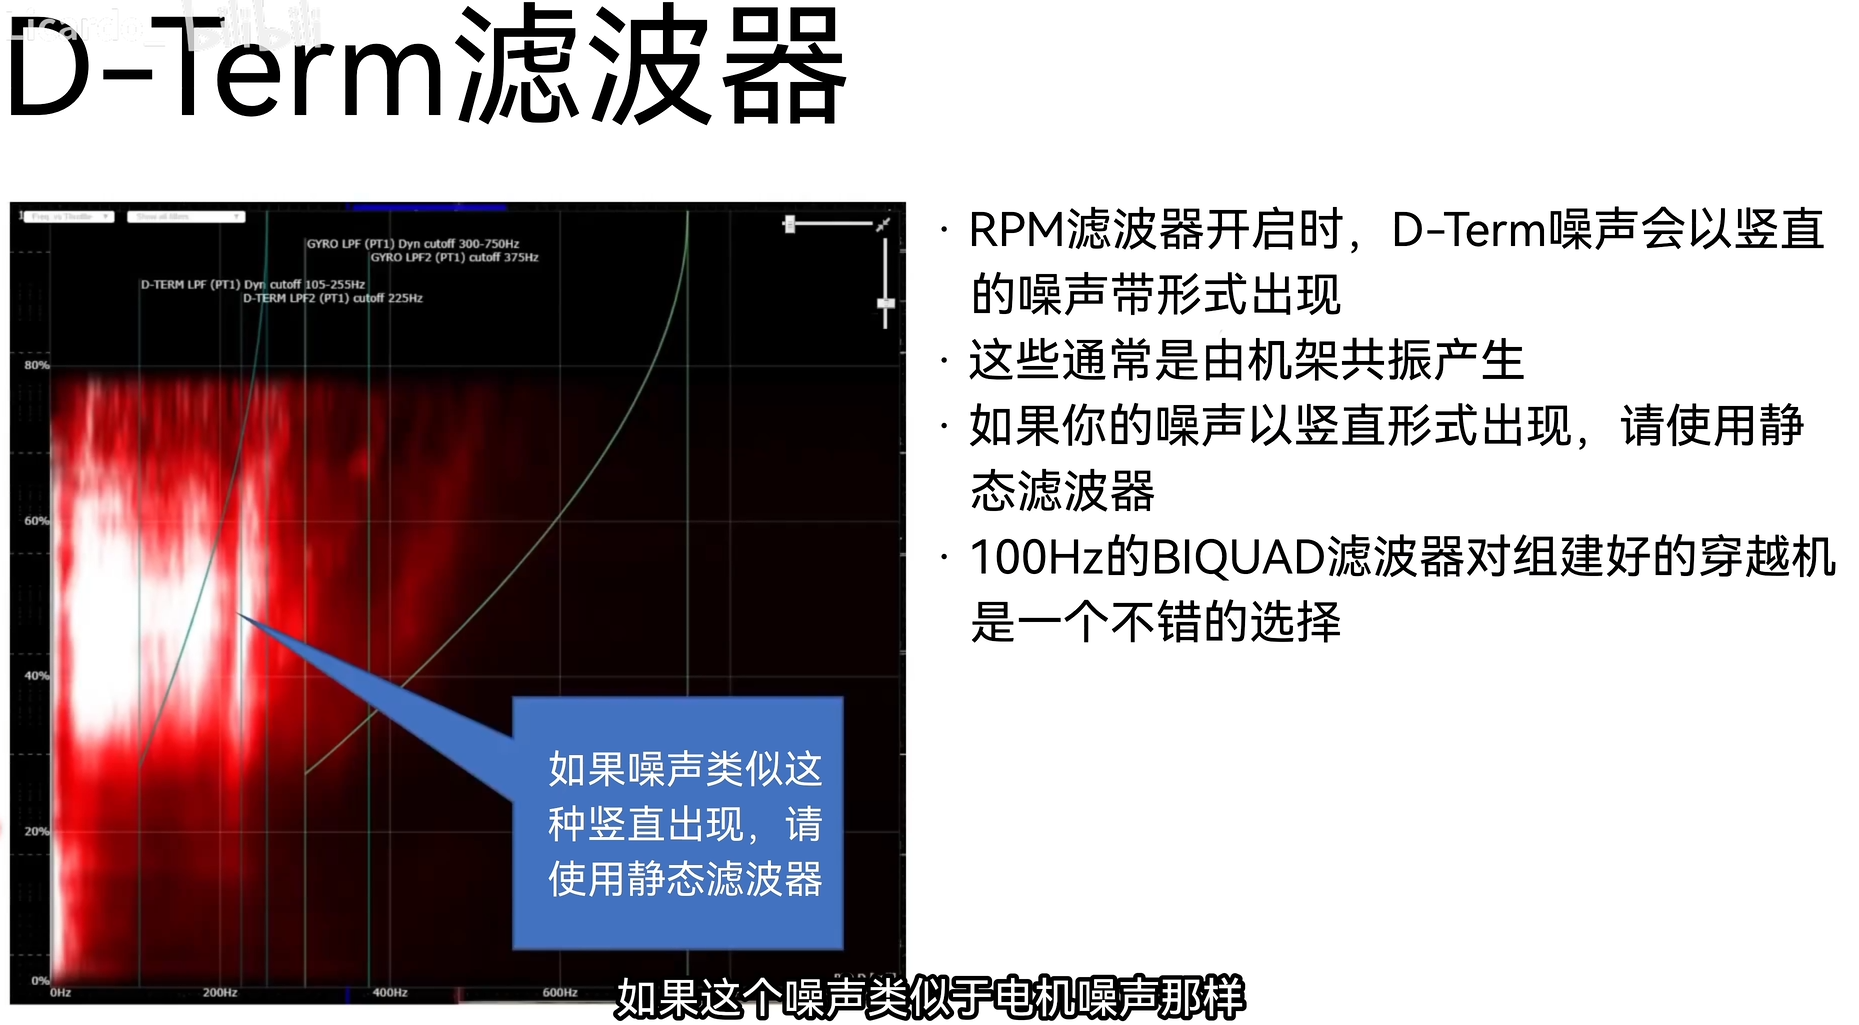 Licardo_ bilibili
D-Term滤波器
Freq. vs Throttle
Show all filters
GYRO LPF (PT1) Dyn cutoff 300-750Hz
GYRO LPF2 (PT1) cutoff 375Hz
D-TERM LPF (PT1) Dyn cutoff 105-255Hz
D-TERM LPF2 (PT1) cutoff 225Hz
80%
60%
40%
20%
0%
0Hz
200Hz
400Hz
600Hz
如果噪声类似这
种竖直出现，请
使用静态滤波器
· RPM滤波器开启时，D-Term噪声会以竖直
的噪声带形式出现
· 这些通常是由机架共振产生
· 如果你的噪声以竖直形式出现，请使用静
态滤波器
· 100Hz的BIQUAD滤波器对组建好的穿越机
是一个不错的选择
如果这个噪声类似于电机噪声那样